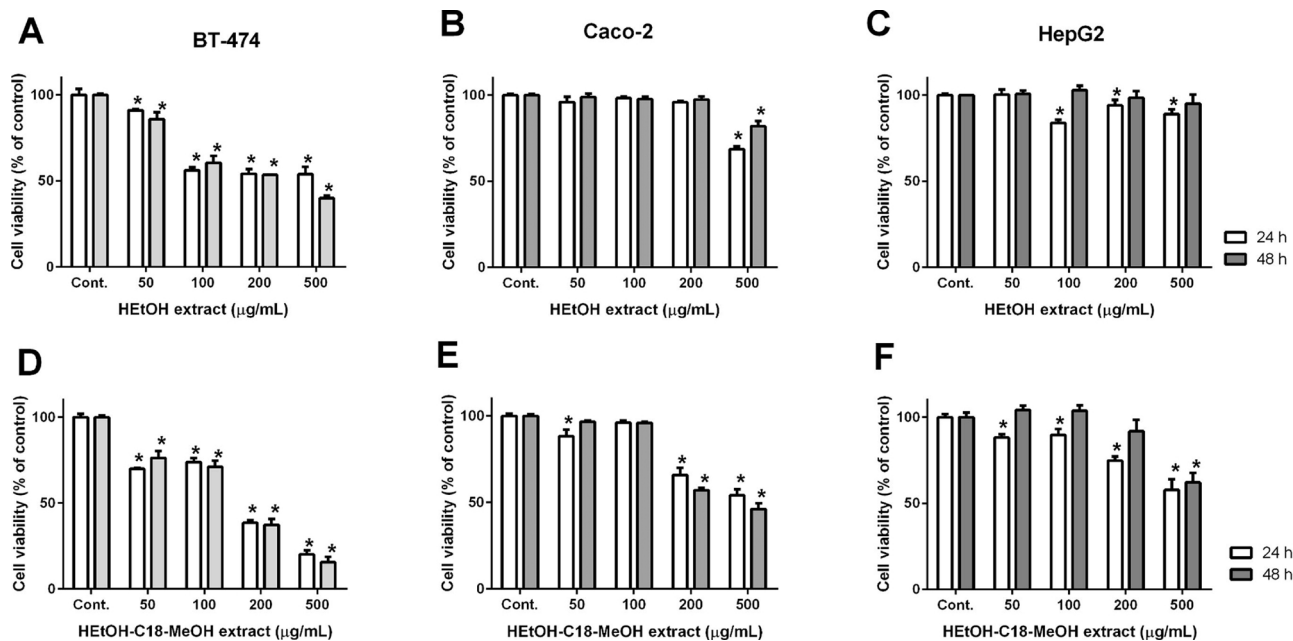 A
BT-474
Cell viability (% of control)
100
50
0
* * * * * * * *
Cont. 50 100 200 500
HEtOH extract (μg/mL)
B
Caco-2
Cell viability (% of control)
100
50
0
* *
Cont. 50 100 200 500
HEtOH extract (μg/mL)
C
HepG2
Cell viability (% of control)
100
50
0
* * *
Cont. 50 100 200 500
HEtOH extract (μg/mL)
24 h
48 h
D
Cell viability (% of control)
100
50
0
* * * * * * * *
Cont. 50 100 200 500
HEtOH-C18-MeOH extract (μg/mL)
E
Cell viability (% of control)
100
50
0
* * * * *
Cont. 50 100 200 500
HEtOH-C18-MeOH extract (μg/mL)
F
Cell viability (% of control)
100
50
0
* * * * *
Cont. 50 100 200 500
HEtOH-C18-MeOH extract (μg/mL)
24 h
48 h